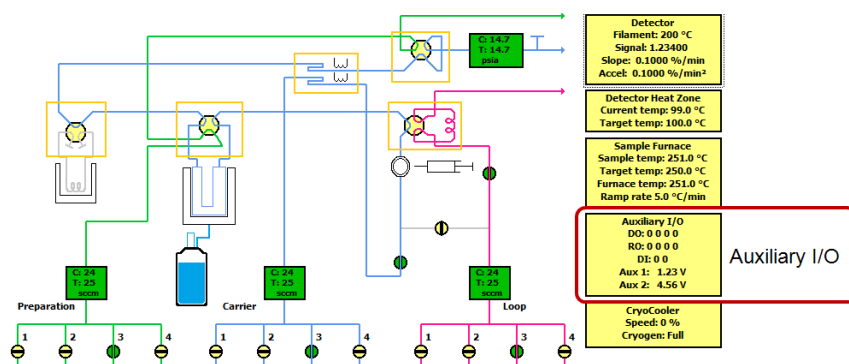 C: 14.7
T: 14.7
psia
Detector
Filament: 200 °C
Signal: 1.23400
Slope: 0.1000 %/min
Accel: 0.1000 %/min²
Detector Heat Zone
Current temp: 99.0 °C
Target temp: 100.0 °C
Sample Furnace
Sample temp: 251.0 °C
Target temp: 250.0 °C
Furnace temp: 251.0 °C
Ramp rate 5.0 °C/min
Auxiliary I/O
DO: 0 0 0 0
RO: 0 0 0 0
DI: 0 0
Aux 1: 1.23 V
Aux 2: 4.56 V
Auxiliary I/O
CryoCooler
Speed: 0 %
Cryogen: Full
C: 24
T: 25
sccm
Preparation
1 2 3 4
C: 24
T: 25
sccm
Carrier
1 2 3 4
C: 24
T: 25
sccm
Loop
1 2 3 4